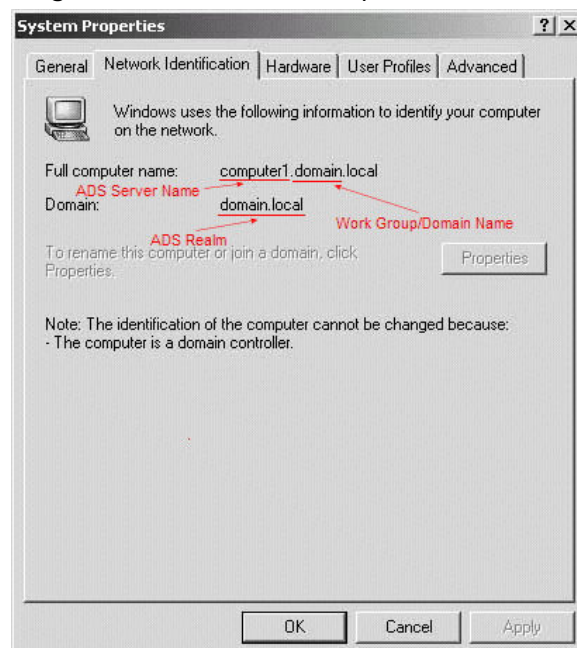 System Properties ? ×
General Network Identification Hardware User Profiles Advanced
Windows uses the following information to identify your computer
on the network.
Full computer name: computer1.domain.local
ADS Server Name
Domain: domain.local
Work Group/Domain Name
ADS Realm
To rename this computer or join a domain, click
Properties.
Properties
Note: The identification of the computer cannot be changed because:
- The computer is a domain controller.
OK Cancel Apply